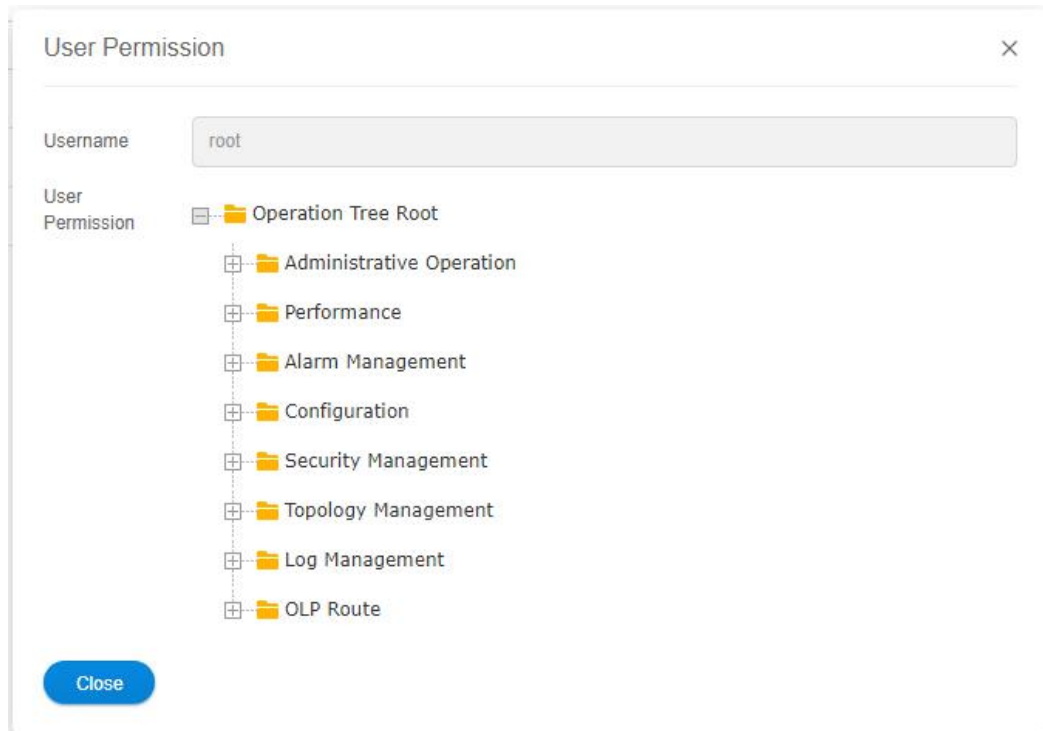 User Permission
Username
root
User
Permission
Operation Tree Root
Administrative Operation
Performance
Alarm Management
Configuration
Security Management
Topology Management
Log Management
OLP Route
Close